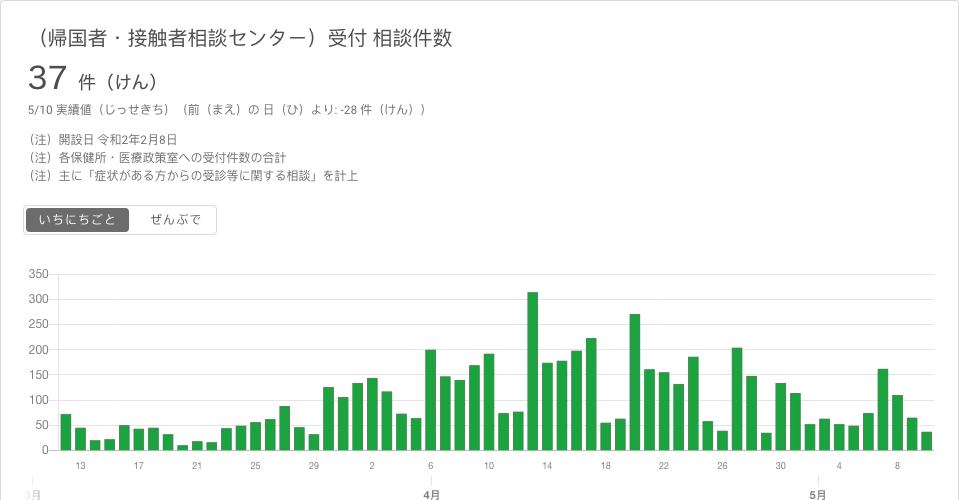 （帰国者・接触者相談センター）受付 相談件数
37 件（けん）
5/10 実績値（じっせきち）（前（まえ）の 日（ひ）より: -28 件（けん））
（注）開設日 令和2年2月8日
（注）各保健所・医療政策室への受付件数の合計
（注）主に「症状がある方からの受診等に関する相談」を計上
いちにちごと ぜんぶで
350
300
250
200
150
100
50
0
13 17 21 25 29 2 6 10 14 18 22 26 30 4 8
3月 4月 5月